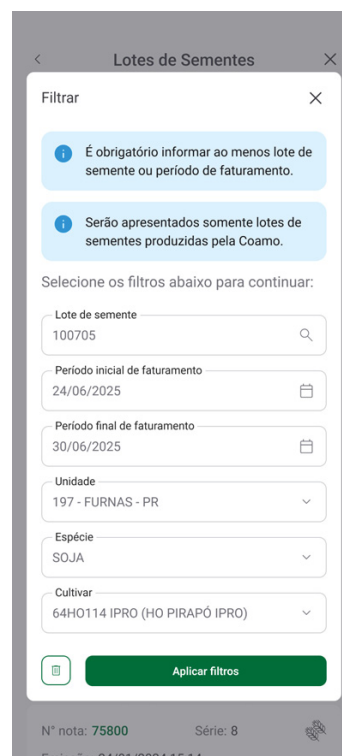 Lotes de Sementes
Filtrar
É obrigatório informar ao menos lote de
semente ou período de faturamento.
Serão apresentados somente lotes de
sementes produzidas pela Coamo.
Selecione os filtros abaixo para continuar:
Lote de semente
100705
Período inicial de faturamento
24/06/2025
Período final de faturamento
30/06/2025
Unidade
197 - FURNAS - PR
Espécie
SOJA
Cultivar
64HO114 IPRO (HO PIRAPÓ IPRO)
Aplicar filtros
N° nota: 75800 Série: 8